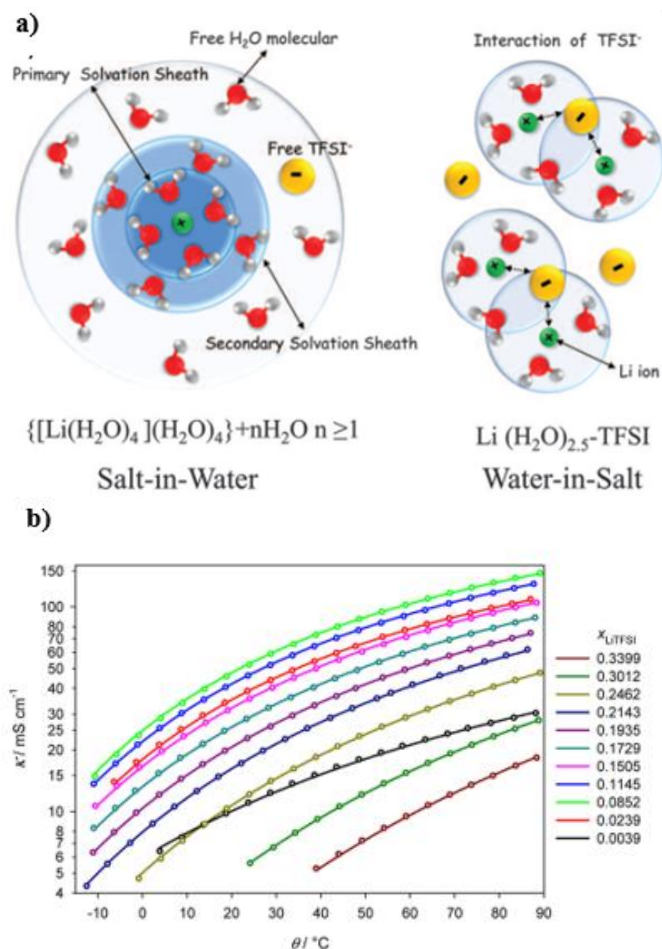 a)
Free H₂O molecular
Primary Solvation Sheath
Free TFSI⁻
Secondary Solvation Sheath
{[Li(H₂O)₄](H₂O)₄}+nH₂O n ≥1
Salt-in-Water
Interaction of TFSI⁻
Li ion
Li (H₂O)₂.₅-TFSI
Water-in-Salt
b)
κ / mS cm⁻¹
150
100
80
70
60
50
40
30
20
15
10
8
7
6
5
4
-10 0 10 20 30 40 50 60 70 80 90
θ / °C
xLiTFSI
0.3399
0.3012
0.2462
0.2143
0.1935
0.1729
0.1505
0.1145
0.0852
0.0239
0.0039